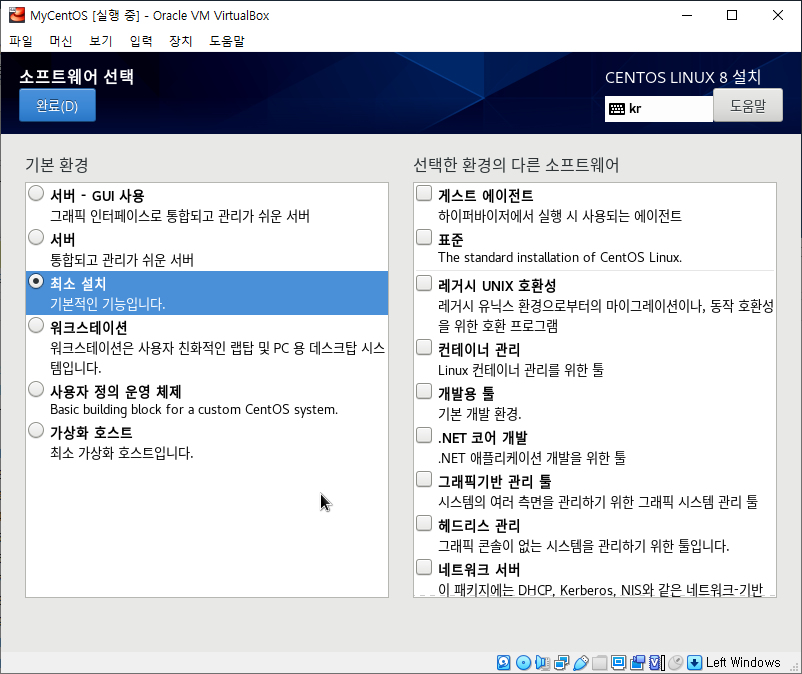 MyCentOS [실행 중] - Oracle VM VirtualBox
파일 머신 보기 입력 장치 도움말
소프트웨어 선택
완료(D)
CENTOS LINUX 8 설치
kr
도움말
기본 환경
서버 - GUI 사용
그래픽 인터페이스로 통합되고 관리가 쉬운 서버
서버
통합되고 관리가 쉬운 서버
최소 설치
기본적인 기능입니다.
워크스테이션
워크스테이션은 사용자 친화적인 랩탑 및 PC 용 데스크탑 시스
템입니다.
사용자 정의 운영 체제
Basic building block for a custom CentOS system.
가상화 호스트
최소 가상화 호스트입니다.
선택한 환경의 다른 소프트웨어
게스트 에이전트
하이퍼바이저에서 실행 시 사용되는 에이전트
표준
The standard installation of CentOS Linux.
레거시 UNIX 호환성
레거시 유닉스 환경으로부터의 마이그레이션이나, 동작 호환성
을 위한 호환 프로그램
컨테이너 관리
Linux 컨테이너 관리를 위한 툴
개발용 툴
기본 개발 환경.
.NET 코어 개발
.NET 애플리케이션 개발을 위한 툴
그래픽기반 관리 툴
시스템의 여러 측면을 관리하기 위한 그래픽 시스템 관리 툴
헤드리스 관리
그래픽 콘솔이 없는 시스템을 관리하기 위한 툴입니다.
네트워크 서버
이 패키지에는 DHCP, Kerberos, NIS와 같은 네트워크-기반
Left Windows